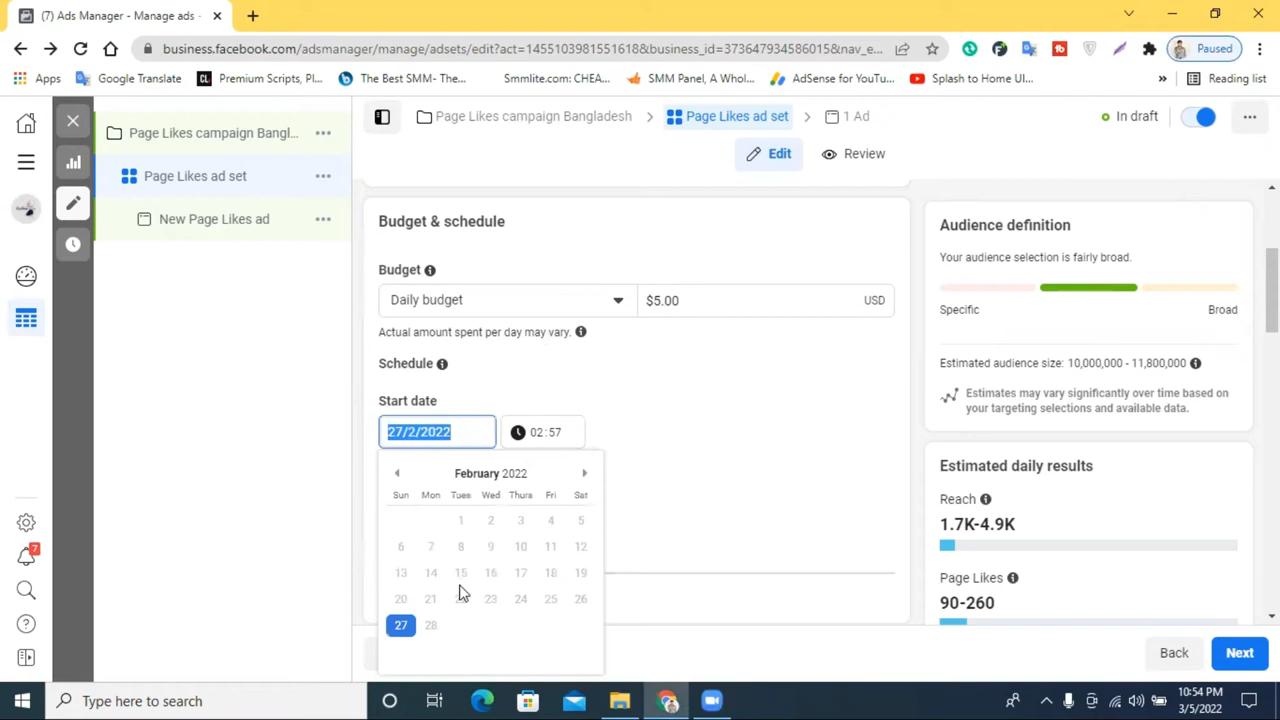 (7) Ads Manager - Manage ads -
business.facebook.com/adsmanager/manage/adsets/edit?act=1455103981551618&business_id=373647934586015&nav_e...
Paused
Apps
Google Translate
Premium Scripts, Pl...
The Best SMM- The...
Smmlite.com: CHEA...
SMM Panel, A Whol...
AdSense for YouTu...
Splash to Home UI...
»
Reading list
Page Likes campaign Bangl...
Page Likes ad set
New Page Likes ad
Page Likes campaign Bangladesh
Page Likes ad set
1 Ad
In draft
Edit
Review
Budget & schedule
Budget
Daily budget
$5.00
USD
Actual amount spent per day may vary.
Schedule
Start date
27/2/2022
02:57
February 2022
Sun Mon Tues Wed Thurs Fri Sat
1 2 3 4 5
6 7 8 9 10 11 12
13 14 15 16 17 18 19
20 21 23 24 25 26
27 28
Audience definition
Your audience selection is fairly broad.
Specific
Broad
Estimated audience size: 10,000,000 - 11,800,000
Estimates may vary significantly over time based on
your targeting selections and available data.
Estimated daily results
Reach
1.7K-4.9K
Page Likes
90-260
Back
Next
7
Type here to search
10:54 PM
3/5/2022